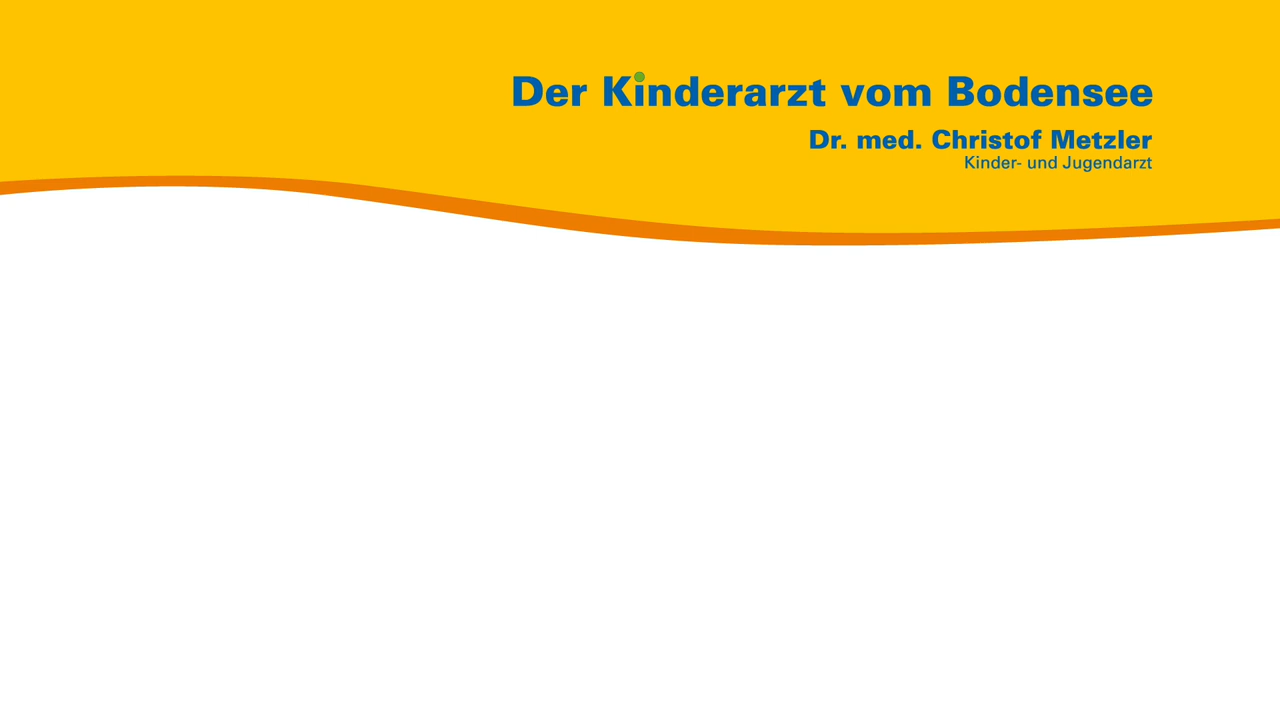 Der Kinderarzt vom Bodensee
Dr. med. Christof Metzler
Kinder- und Jugendarzt